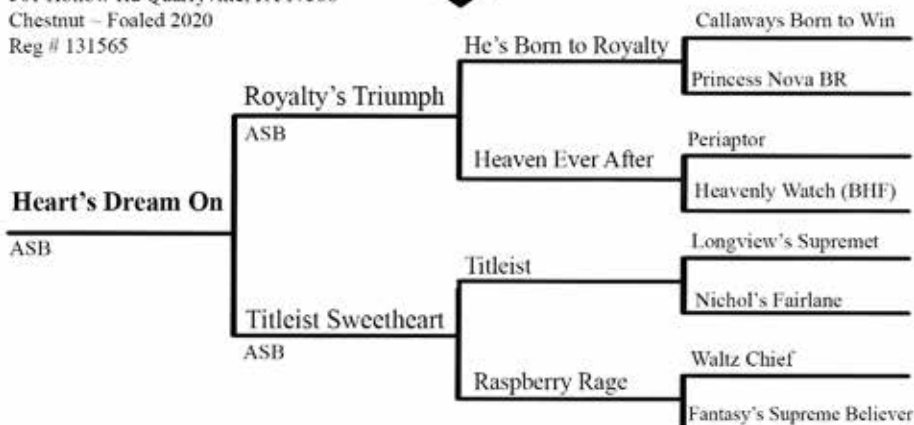 Chestnut – Foaled 2020
Reg # 131565
Callaways Born to Win
He's Born to Royalty
Princess Nova BR
Royalty's Triumph
ASB
Periaptor
Heaven Ever After
Heavenly Watch (BHF)
Heart's Dream On
ASB
Longview's Supremet
Titleist
Nichol's Fairlane
Titleist Sweetheart
ASB
Waltz Chief
Raspberry Rage
Fantasy's Supreme Believer